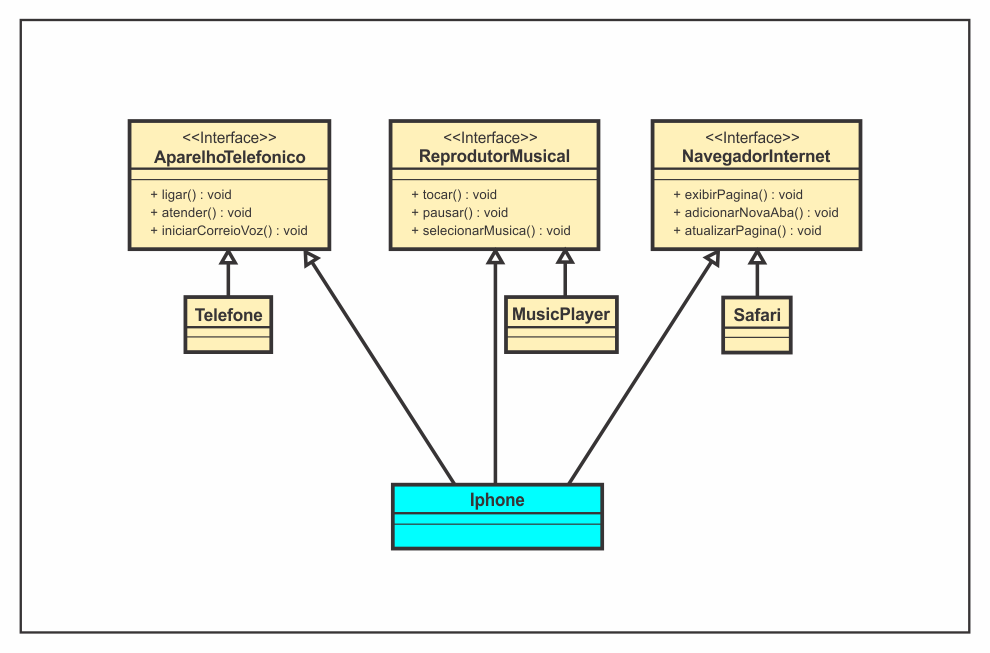 <<Interface>>
AparelhoTelefonico
+ ligar() : void
+ atender() : void
+ iniciarCorreioVoz() : void
<<Interface>>
ReprodutorMusical
+ tocar() : void
+ pausar() : void
+ selecionarMusica() : void
<<Interface>>
NavegadorInternet
+ exibirPagina() : void
+ adicionarNovaAba() : void
+ atualizarPagina() : void
Telefone
MusicPlayer
Safari
Iphone